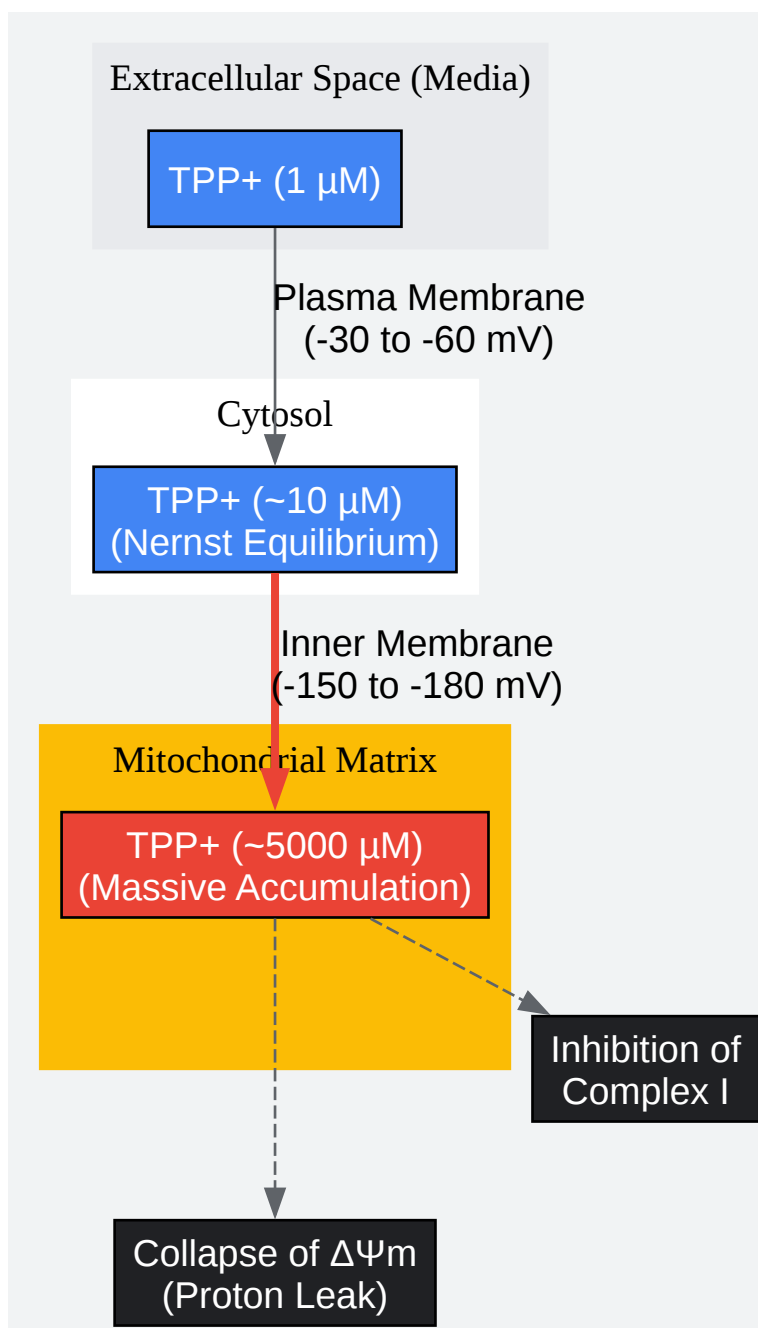 Extracellular Space (Media)
TPP+ (1 µM)
Plasma Membrane
(-30 to -60 mV)
Cytosol
TPP+ (~10 µM)
(Nernst Equilibrium)
Inner Membrane
(-150 to -180 mV)
Mitochondrial Matrix
TPP+ (~5000 µM)
(Massive Accumulation)
Inhibition of
Complex I
Collapse of ΔΨm
(Proton Leak)